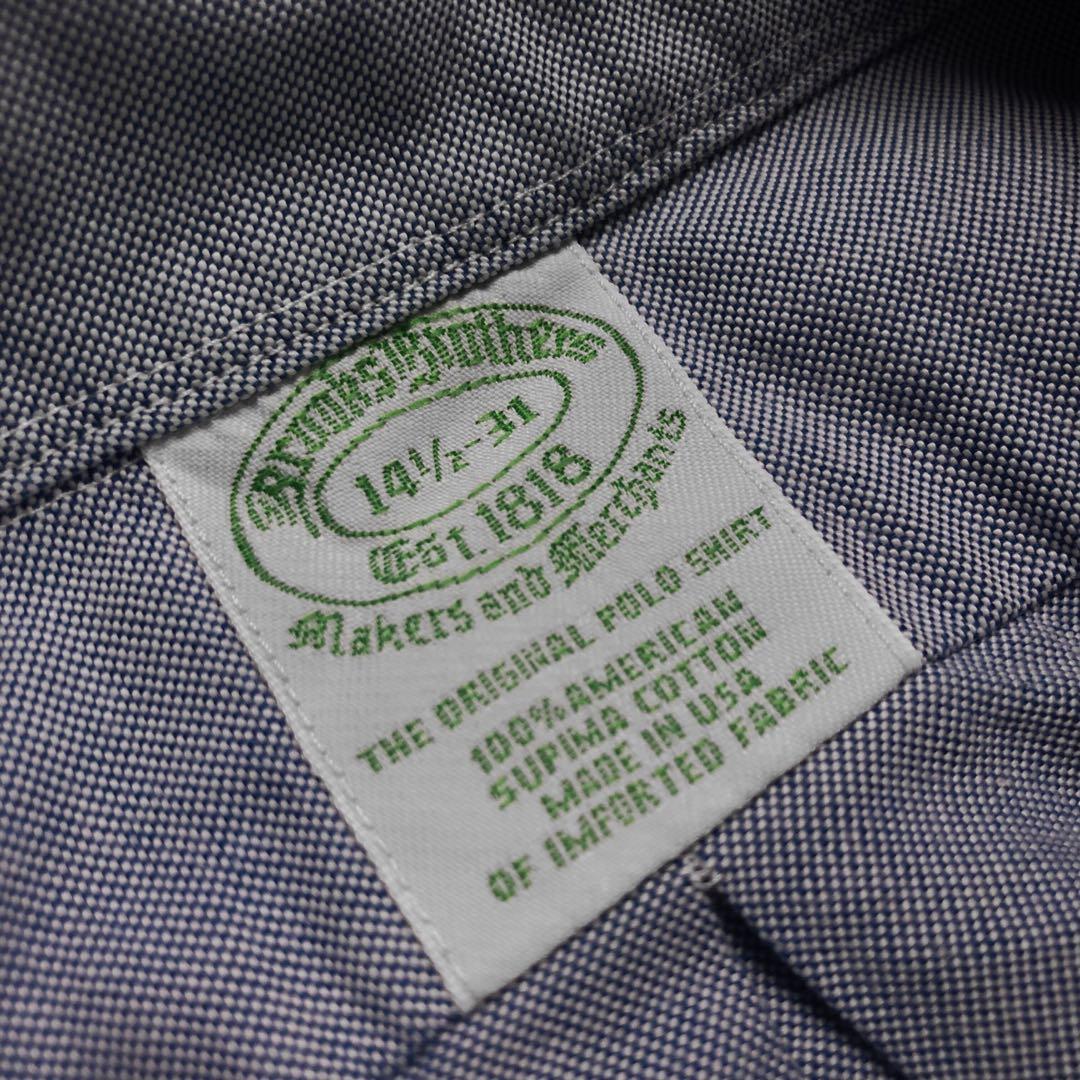 Brooks Brothers
14½-31
Est. 1818
Makers and Merchants
THE ORIGINAL POLO SHIRT
100% AMERICAN
SUPIMA COTTON
MADE IN USA
OF IMPORTED FABRIC